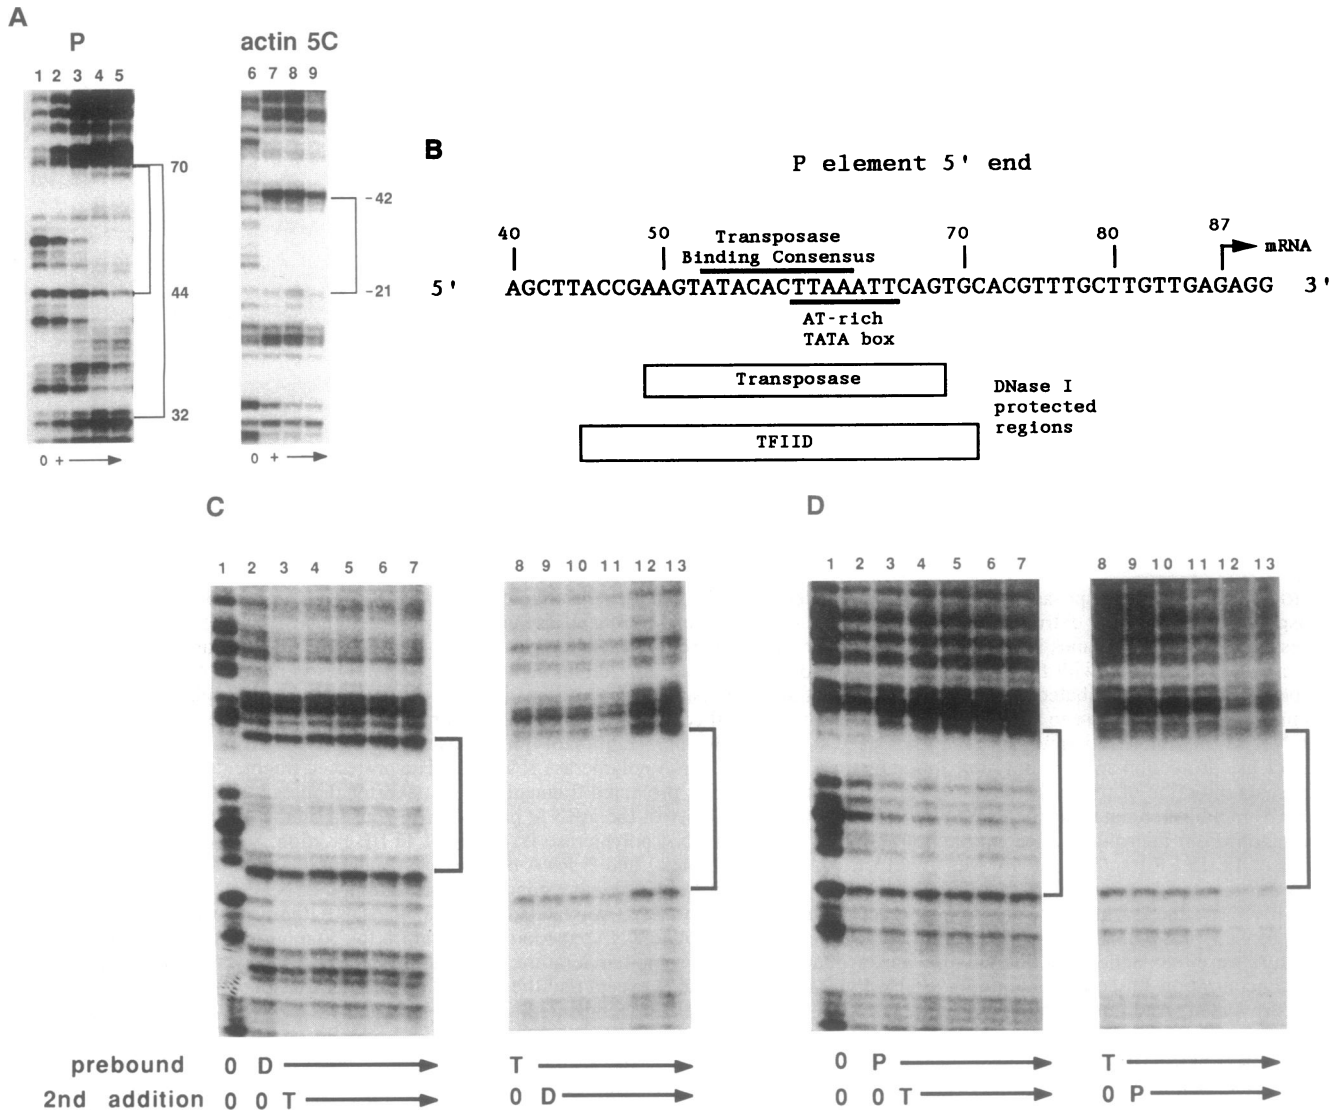 A
P
actin 5C
1 2 3 4 5
6 7 8 9
70
44
32
-42
-21
0 +
0 +
B
P element 5' end
40 50 70 80 87
mRNA
Transposase
Binding Consensus
5' AGCTTACCGAAGTATACACTTAAATTCAGTGCACGTTTGCTTGTTGAGAGG 3'
AT-rich
TATA box
Transposase
TFIID
DNase I
protected
regions
C
1 2 3 4 5 6 7
8 9 10 11 12 13
D
1 2 3 4 5 6 7
8 9 10 11 12 13
prebound 0 D T 0 P T
2nd addition 0 0 T 0 D 0 0 T 0 P